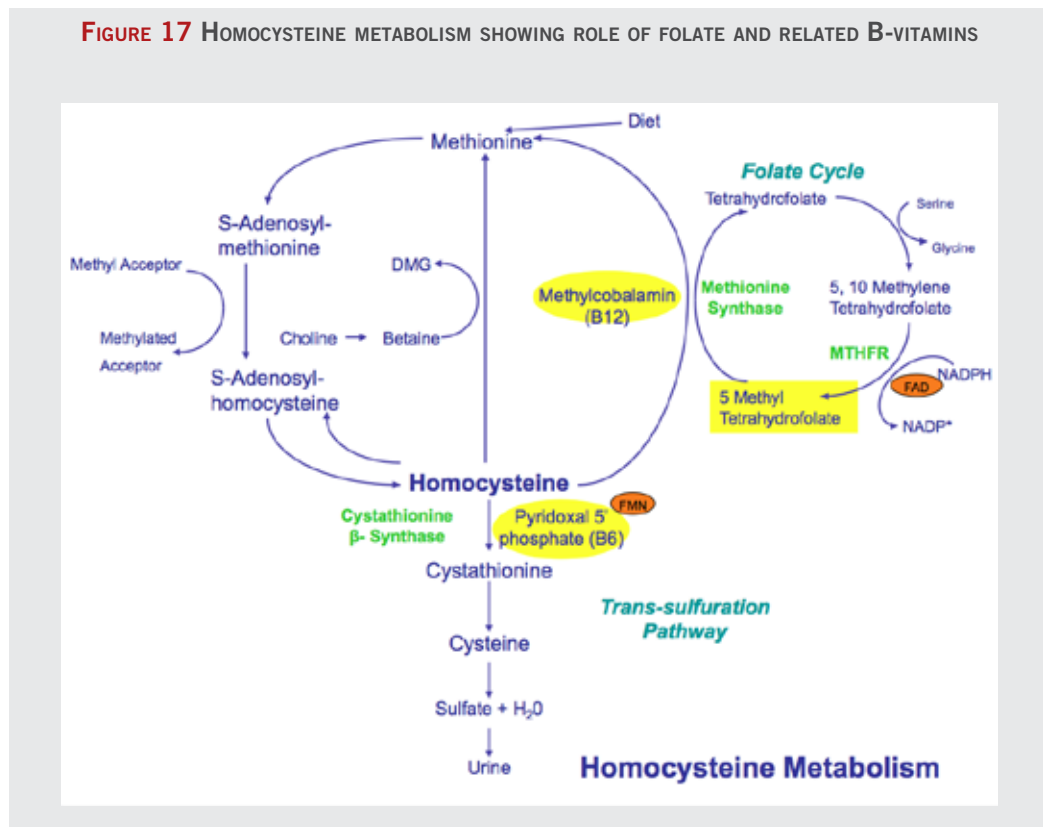 FIGURE 17 HOMOCYSTEINE METABOLISM SHOWING ROLE OF FOLATE AND RELATED B-VITAMINS
Diet
Methionine
Folate Cycle
Tetrahydrofolate
Serine
Glycine
S-Adenosyl-
methionine
Methyl Acceptor
Methylated
Acceptor
DMG
Choline
Betaine
Methylcobalamin
(B12)
Methionine
Synthase
5, 10 Methylene
Tetrahydrofolate
MTHFR
NADPH
FAD
NADP+
5 Methyl
Tetrahydrofolate
S-Adenosyl-
homocysteine
Homocysteine
Cystathionine
β- Synthase
FMN
Pyridoxal 5'
phosphate (B6)
Cystathionine
Trans-sulfuration
Pathway
Cysteine
Sulfate + H₂0
Urine
Homocysteine Metabolism